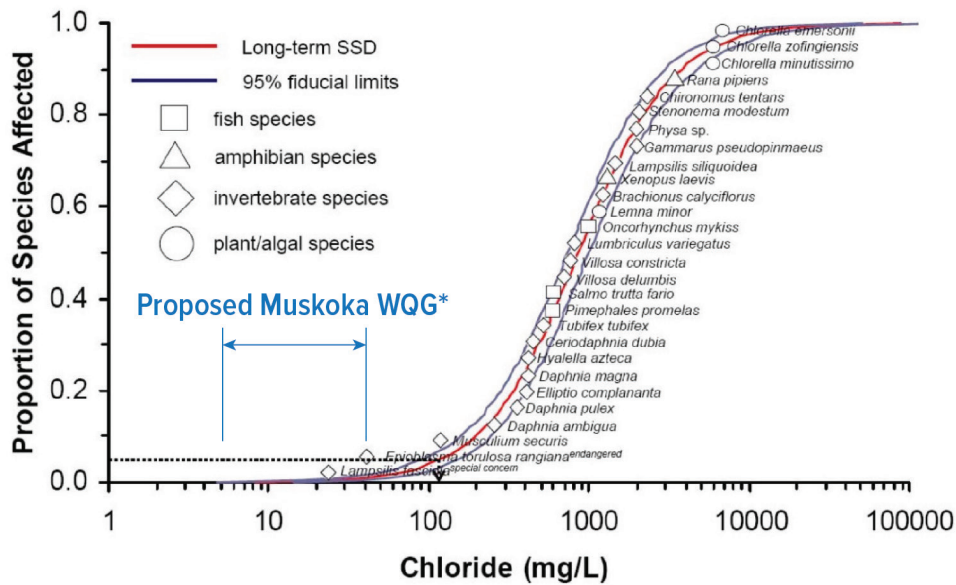 Proportion of Species Affected
1.0
0.8
0.6
0.4
0.2
0.0
Long-term SSD
95% fiducial limits
fish species
amphibian species
invertebrate species
plant/algal species
Proposed Muskoka WQG*
Chlorella emersonii
Chlorella zofingiensis
Chlorella minutissimo
Rana pipiens
Chironomus tentans
Stenonema modestum
Physa sp.
Gammarus pseudopinmaeus
Lampsilis siliquoidea
Xenopus laevis
Brachionus calyciflorus
Lemna minor
Oncorhynchus mykiss
Lumbriculus variegatus
Villosa constricta
Villosa delumbis
Salmo trutta fario
Pimephales promelas
Tubifex tubifex
Ceriodaphnia dubia
Hyalella azteca
Daphnia magna
Elliptio complanata
Daphnia pulex
Daphnia ambigua
Musculium securis
Epioblasma torulosa rangiana endangered
Lampsilis fasciola special concern
1 10 100 1000 10000 100000
Chloride (mg/L)